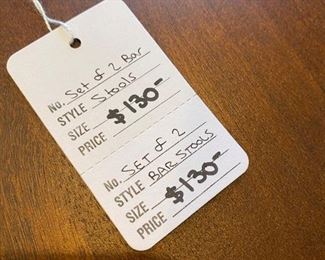 No. Set of 2 Bar
STYLE Stools
SIZE
PRICE $130-
No. SET of 2
STYLE BAR STOOLS
SIZE
PRICE $130-